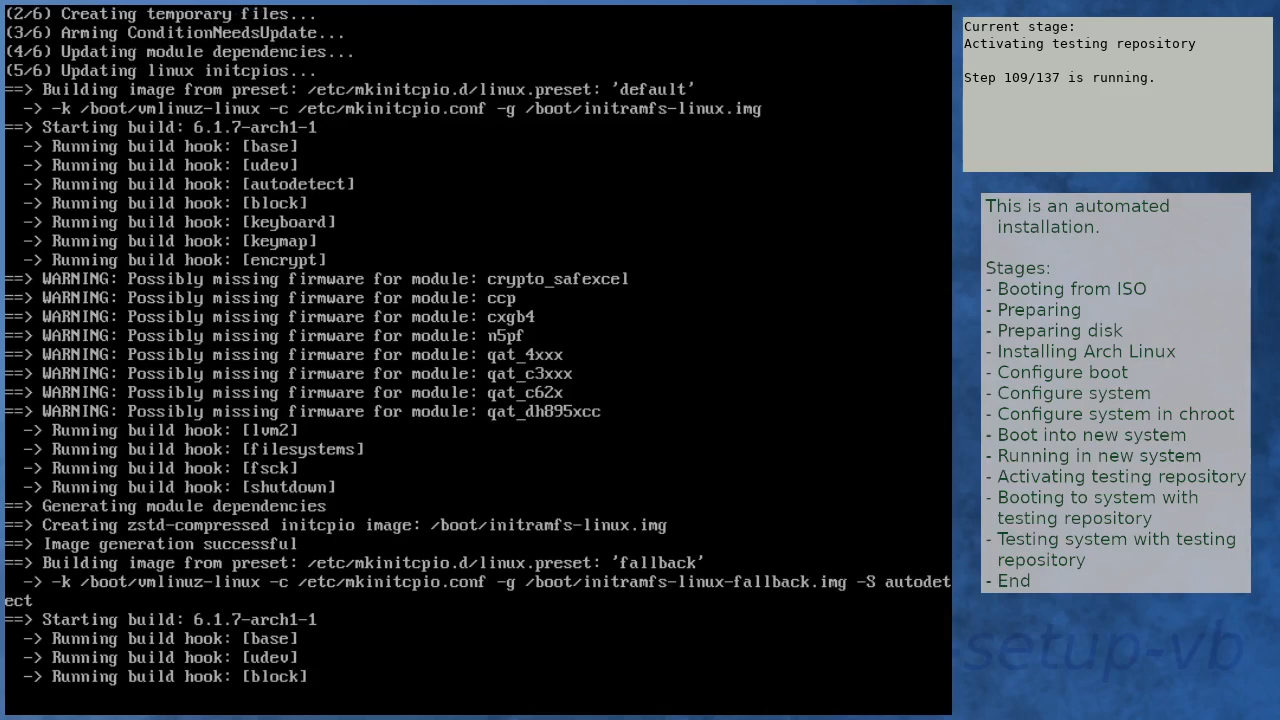 (2/6) Creating temporary files...
(3/6) Arming ConditionNeedsUpdate...
(4/6) Updating module dependencies...
(5/6) Updating linux initcpios...
==> Building image from preset: /etc/mkinitcpio.d/linux.preset: 'default'
  -> -k /boot/vmlinuz-linux -c /etc/mkinitcpio.conf -g /boot/initramfs-linux.img
==> Starting build: 6.1.7-arch1-1
  -> Running build hook: [base]
  -> Running build hook: [udev]
  -> Running build hook: [autodetect]
  -> Running build hook: [block]
  -> Running build hook: [keyboard]
  -> Running build hook: [keymap]
  -> Running build hook: [encrypt]
==> WARNING: Possibly missing firmware for module: crypto_safexcel
==> WARNING: Possibly missing firmware for module: ccp
==> WARNING: Possibly missing firmware for module: cxgb4
==> WARNING: Possibly missing firmware for module: n5pf
==> WARNING: Possibly missing firmware for module: qat_4xxx
==> WARNING: Possibly missing firmware for module: qat_c3xxx
==> WARNING: Possibly missing firmware for module: qat_c62x
==> WARNING: Possibly missing firmware for module: qat_dh895xcc
  -> Running build hook: [lvm2]
  -> Running build hook: [filesystems]
  -> Running build hook: [fsck]
  -> Running build hook: [shutdown]
==> Generating module dependencies
==> Creating zstd-compressed initcpio image: /boot/initramfs-linux.img
==> Image generation successful
==> Building image from preset: /etc/mkinitcpio.d/linux.preset: 'fallback'
  -> -k /boot/vmlinuz-linux -c /etc/mkinitcpio.conf -g /boot/initramfs-linux-fallback.img -S autodet
ect
==> Starting build: 6.1.7-arch1-1
  -> Running build hook: [base]
  -> Running build hook: [udev]
  -> Running build hook: [block]
Current stage:
Activating testing repository
Step 109/137 is running.
This is an automated
installation.
Stages:
- Booting from ISO
- Preparing
- Preparing disk
- Installing Arch Linux
- Configure boot
- Configure system
- Configure system in chroot
- Boot into new system
- Running in new system
- Activating testing repository
- Booting to system with
testing repository
- Testing system with testing
repository
- End
-setup-vb